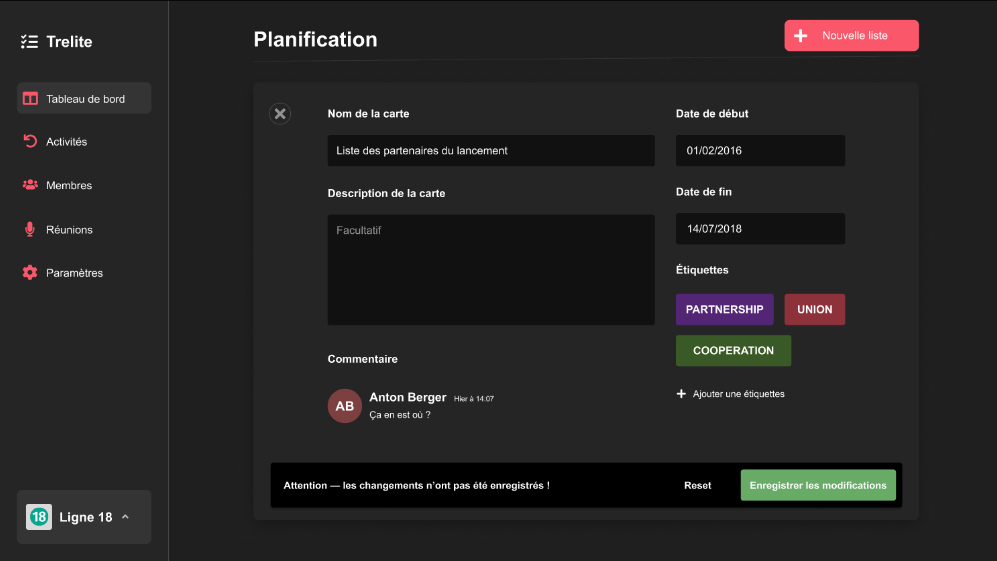 Trelite
Tableau de bord
Activités
Membres
Réunions
Paramètres
18
Ligne 18
Planification
Nouvelle liste
Nom de la carte
Liste des partenaires du lancement
Description de la carte
Facultatif
Commentaire
AB
Anton Berger Hier à 14:07
Ça en est où ?
Date de début
01/02/2016
Date de fin
14/07/2018
Étiquettes
PARTNERSHIP UNION
COOPERATION
Ajouter une étiquettes
Attention — les changements n’ont pas été enregistrés ! Reset Enregistrer les modifications